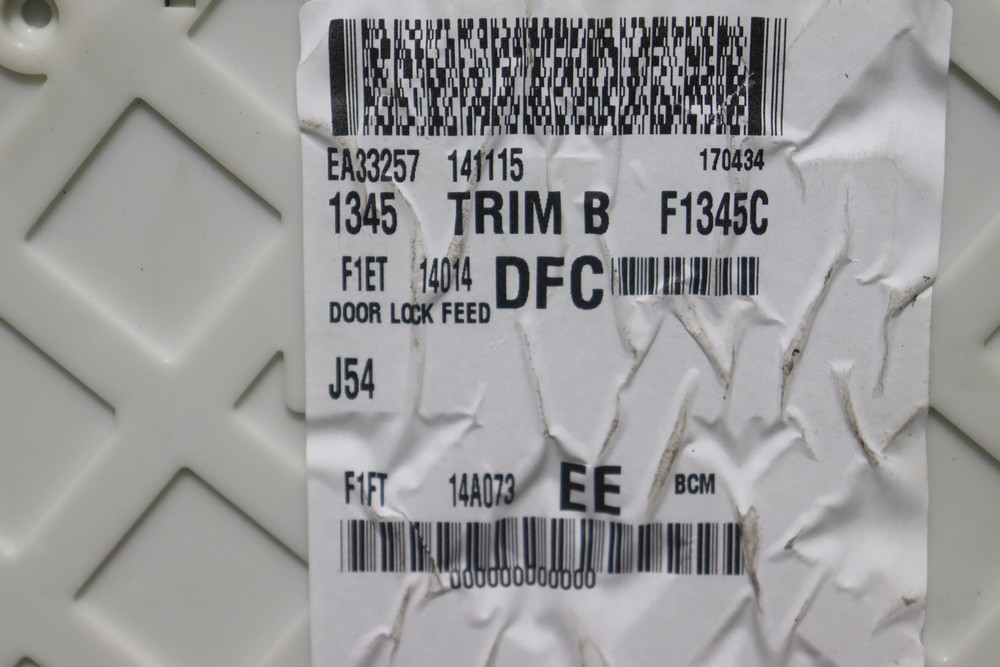 EA33257 141115 170434
1345 TRIM B F1345C
F1ET 14014 DFC
DOOR LOCK FEED
J54
F1FT 14A073 EE BCM
000000000000